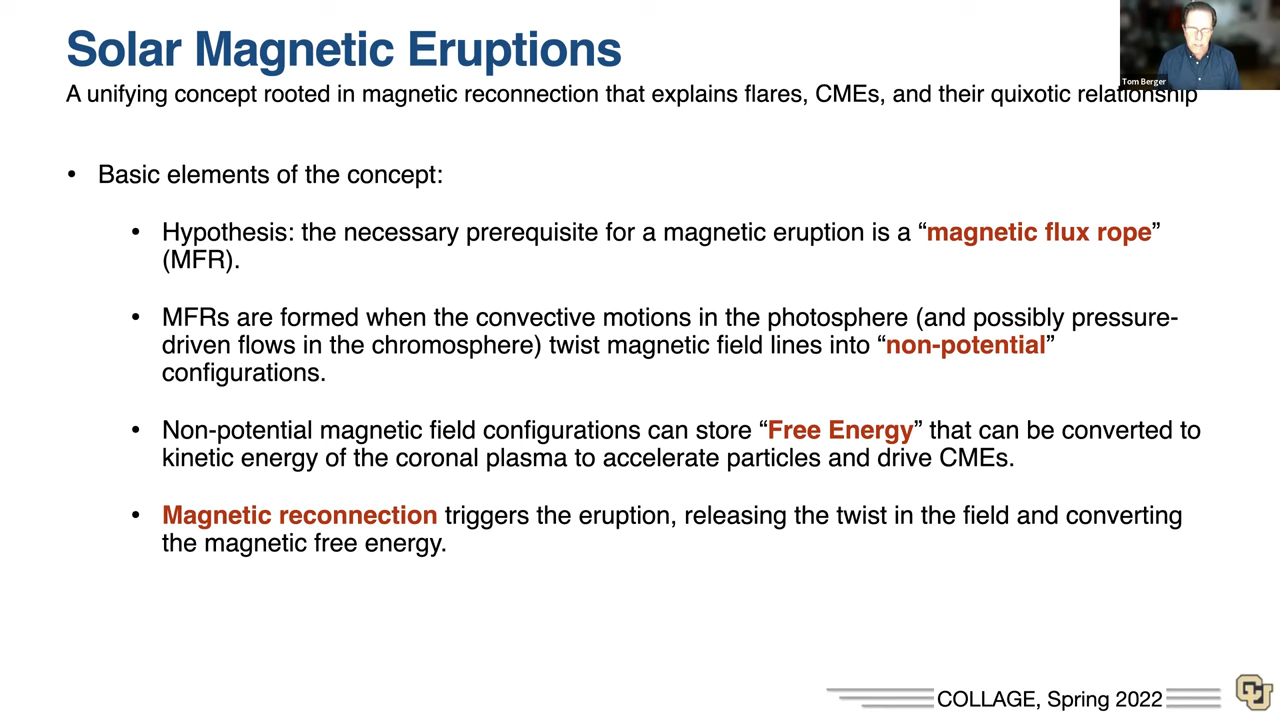 Solar Magnetic Eruptions
Tom Berger
A unifying concept rooted in magnetic reconnection that explains flares, CMEs, and their quixotic relationship
• Basic elements of the concept:
• Hypothesis: the necessary prerequisite for a magnetic eruption is a “magnetic flux rope”
(MFR).
• MFRs are formed when the convective motions in the photosphere (and possibly pressure-
driven flows in the chromosphere) twist magnetic field lines into “non-potential”
configurations.
• Non-potential magnetic field configurations can store “Free Energy” that can be converted to
kinetic energy of the coronal plasma to accelerate particles and drive CMEs.
• Magnetic reconnection triggers the eruption, releasing the twist in the field and converting
the magnetic free energy.
COLLAGE, Spring 2022
CU